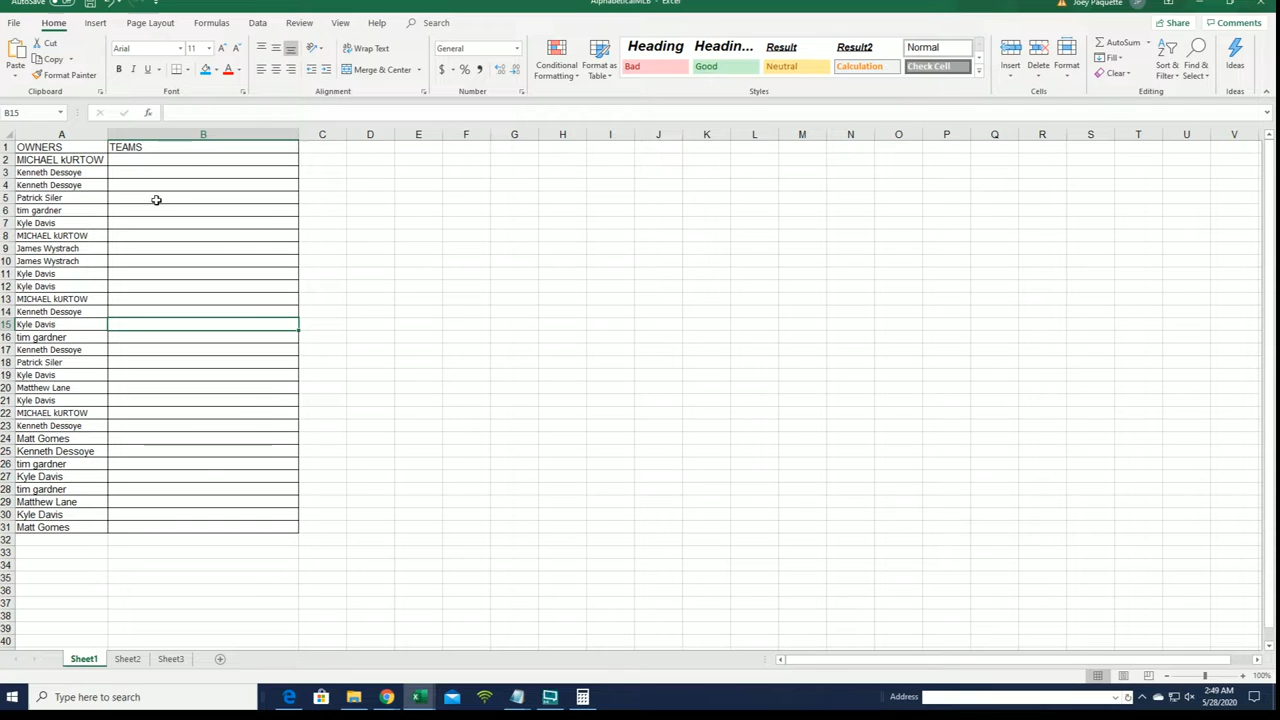 AutoSave
AlphabeticalMLB - Excel
Joey Paquette
JP
File Home Insert Page Layout Formulas Data Review View Help Search
Share Comments
Paste
Cut
Copy
Format Painter
Clipboard
Arial 11
B I U
Font
Wrap Text
Merge & Center
Alignment
General
$ % ,
Number
Conditional Formatting
Format as Table
Heading Headin... Result Result2 Normal
Bad Good Neutral Calculation Check Cell
Styles
Insert Delete Format
Cells
AutoSum
Fill
Clear
Sort & Filter
Find & Select
Editing
Ideas
Ideas
B15 fx
A B C D E F G H I J K L M N O P Q R S T U V
1 OWNERS TEAMS
2 MICHAEL kURTOW
3 Kenneth Dessoye
4 Kenneth Dessoye
5 Patrick Siler
6 tim gardner
7 Kyle Davis
8 MICHAEL kURTOW
9 James Wystrach
10 James Wystrach
11 Kyle Davis
12 Kyle Davis
13 MICHAEL kURTOW
14 Kenneth Dessoye
15 Kyle Davis
16 tim gardner
17 Kenneth Dessoye
18 Patrick Siler
19 Kyle Davis
20 Matthew Lane
21 Kyle Davis
22 MICHAEL kURTOW
23 Kenneth Dessoye
24 Matt Gomes
25 Kenneth Dessoye
26 tim gardner
27 Kyle Davis
28 tim gardner
29 Matthew Lane
30 Kyle Davis
31 Matt Gomes
32
33
34
35
36
37
38
39
40
Sheet1 Sheet2 Sheet3
100%
Type here to search
Address
2:49 AM
5/28/2020